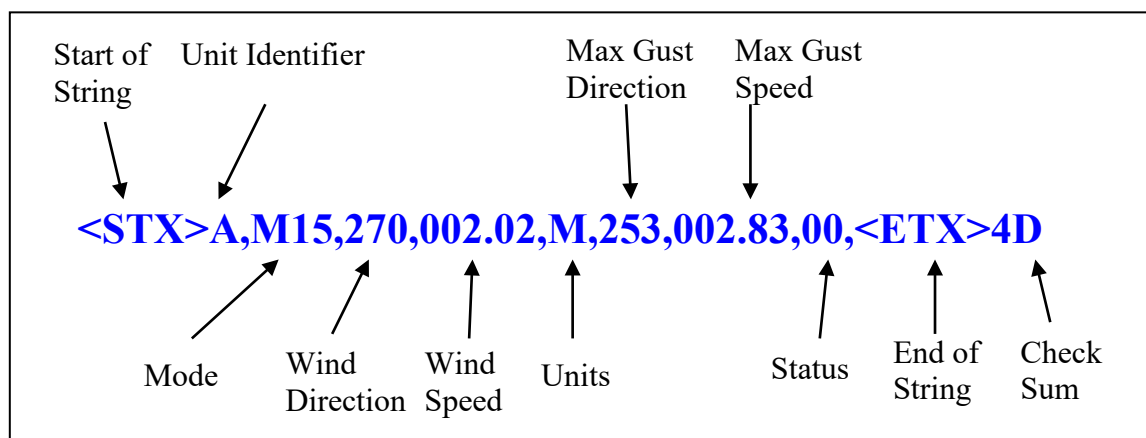 Start of
String
Unit Identifier
Max Gust
Direction
Max Gust
Speed
<STX>A,M15,270,002.02,M,253,002.83,00,<ETX>4D
Mode
Wind
Direction
Wind
Speed
Units
Status
End of
String
Check
Sum